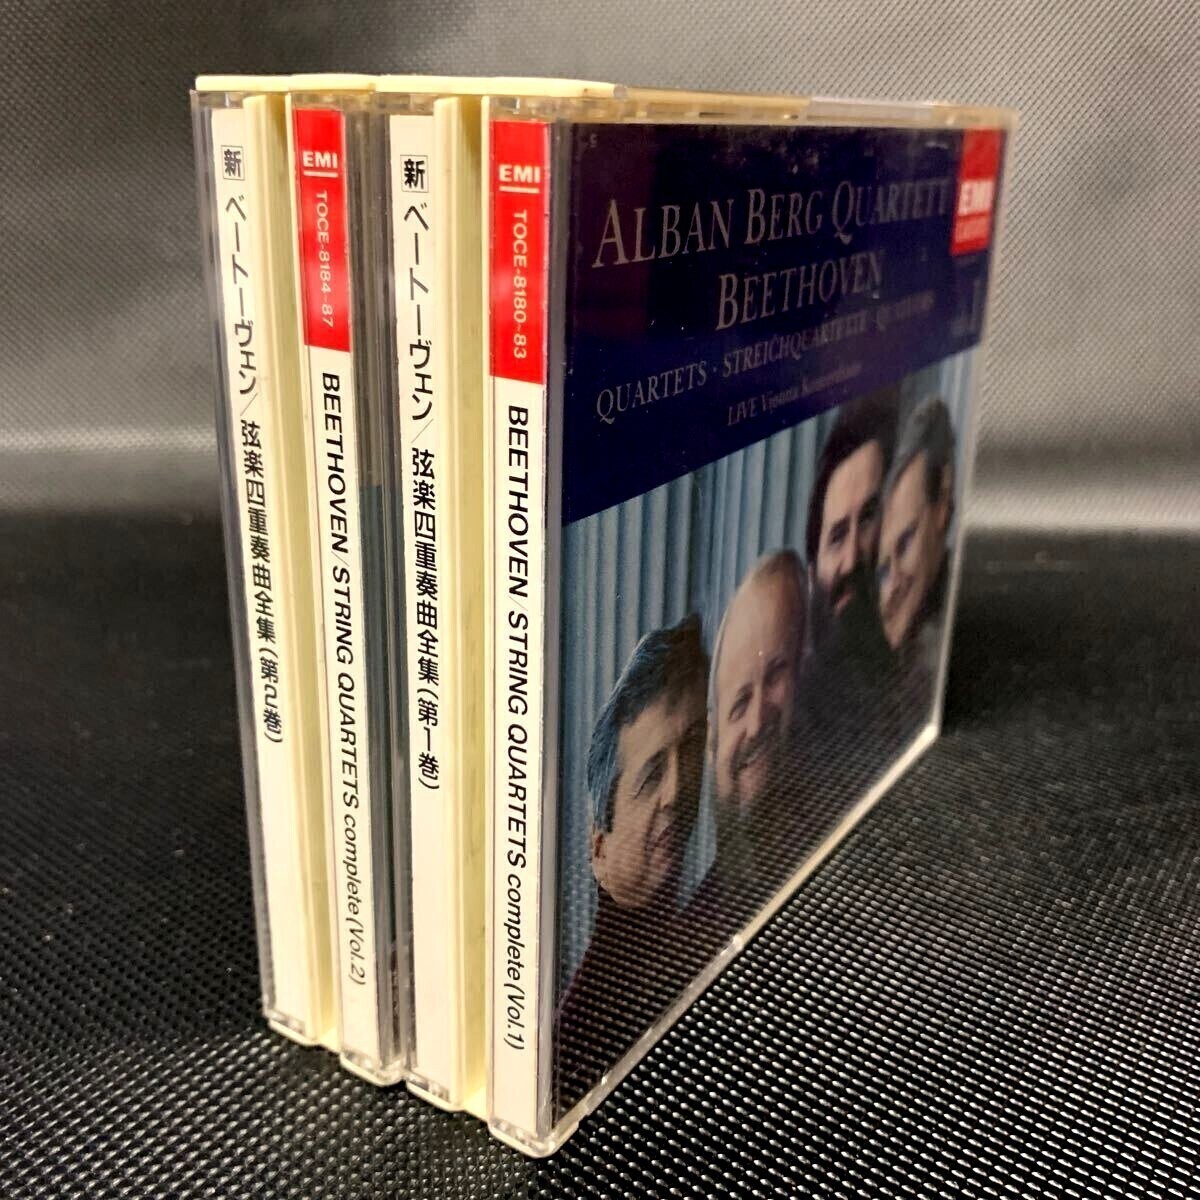 新 ベートーヴェン/弦楽四重奏曲全集(第2巻)
EMI
TOCE-8184~87
BEETHOVEN/STRING QUARTETS complete(Vol.2)
新 ベートーヴェン/弦楽四重奏曲全集(第1巻)
EMI
TOCE-8180~83
BEETHOVEN/STRING QUARTETS complete(Vol.1)
ALBAN BERG QUARTETT
BEETHOVEN
QUARTETS · STREICHQUARTETTE · QUATUORS
LIVE Vienna Konzerthaus
EMI